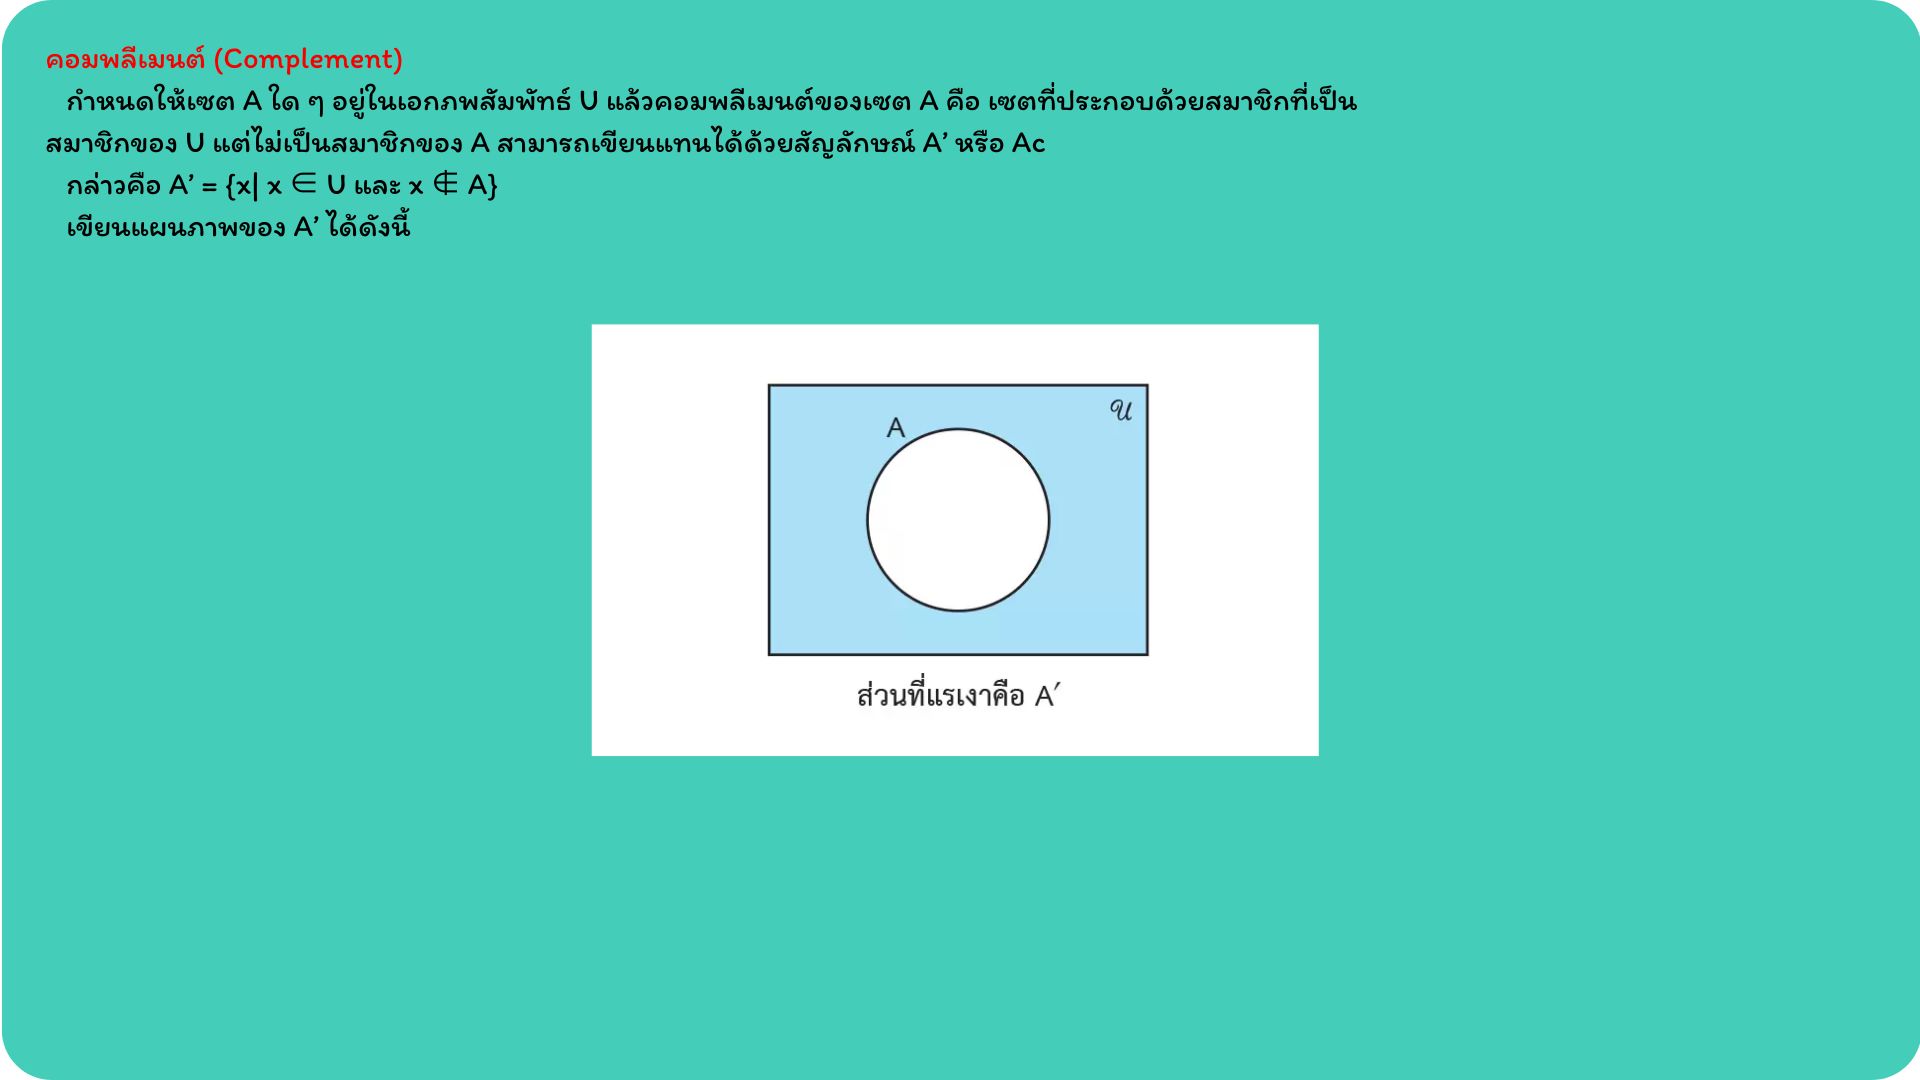 คอมพลีเมนต์ (Complement)
กำหนดให้เซต A ใด ๆ อยู่ในเอกภพสัมพัทธ์ U แล้วคอมพลีเมนต์ของเซต A คือ เซตที่ประกอบด้วยสมาชิกที่เป็น
สมาชิกของ U แต่ไม่เป็นสมาชิกของ A สามารถเขียนแทนได้ด้วยสัญลักษณ์ A’ หรือ Ac
กล่าวคือ A’ = {x| x ∈ U และ x ∉ A}
เขียนแผนภาพของ A’ ได้ดังนี้
𝒰
A
ส่วนที่แรเงาคือ A′